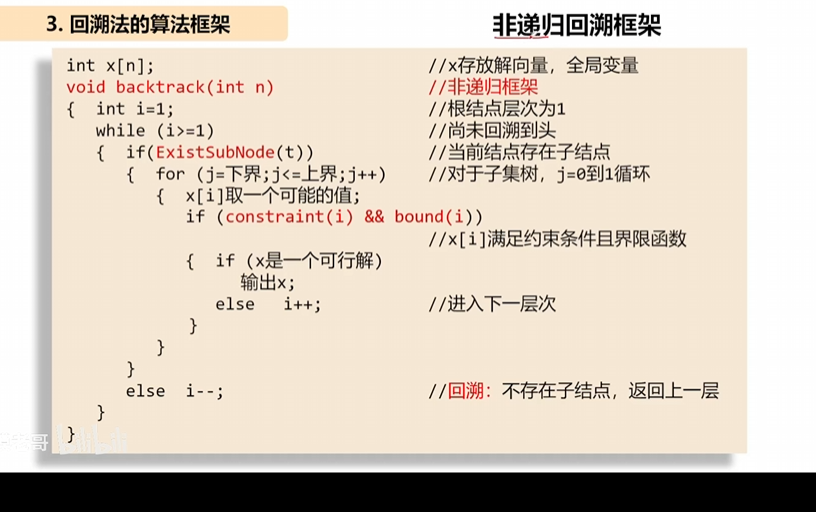 3. 回溯法的算法框架
非递归回溯框架
int x[n]; //x存放解向量，全局变量
void backtrack(int n) //非递归框架
{ int i=1; //根结点层次为1
while (i>=1) //尚未回溯到头
{ if(ExistSubNode(t)) //当前结点存在子结点
{ for (j=下界;j<=上界;j++) //对于子集树，j=0到1循环
{ x[i]取一个可能的值;
if (constraint(i) && bound(i))
//x[i]满足约束条件且界限函数
{ if (x是一个可行解)
输出x;
else i++; //进入下一层次
}
}
}
else i--; //回溯：不存在子结点，返回上一层
}
}